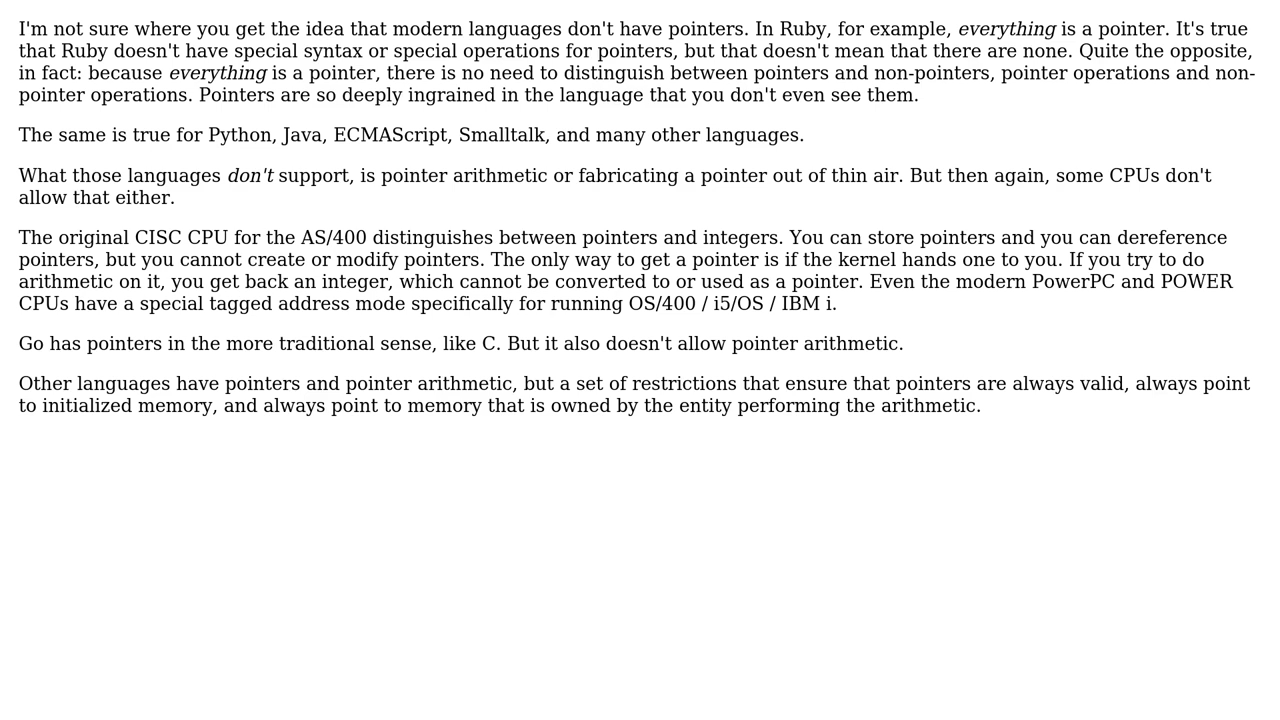 I'm not sure where you get the idea that modern languages don't have pointers. In Ruby, for example, everything is a pointer. It's true
that Ruby doesn't have special syntax or special operations for pointers, but that doesn't mean that there are none. Quite the opposite,
in fact: because everything is a pointer, there is no need to distinguish between pointers and non-pointers, pointer operations and non-
pointer operations. Pointers are so deeply ingrained in the language that you don't even see them.
The same is true for Python, Java, ECMAScript, Smalltalk, and many other languages.
What those languages don't support, is pointer arithmetic or fabricating a pointer out of thin air. But then again, some CPUs don't
allow that either.
The original CISC CPU for the AS/400 distinguishes between pointers and integers. You can store pointers and you can dereference
pointers, but you cannot create or modify pointers. The only way to get a pointer is if the kernel hands one to you. If you try to do
arithmetic on it, you get back an integer, which cannot be converted to or used as a pointer. Even the modern PowerPC and POWER
CPUs have a special tagged address mode specifically for running OS/400 / i5/OS / IBM i.
Go has pointers in the more traditional sense, like C. But it also doesn't allow pointer arithmetic.
Other languages have pointers and pointer arithmetic, but a set of restrictions that ensure that pointers are always valid, always point
to initialized memory, and always point to memory that is owned by the entity performing the arithmetic.